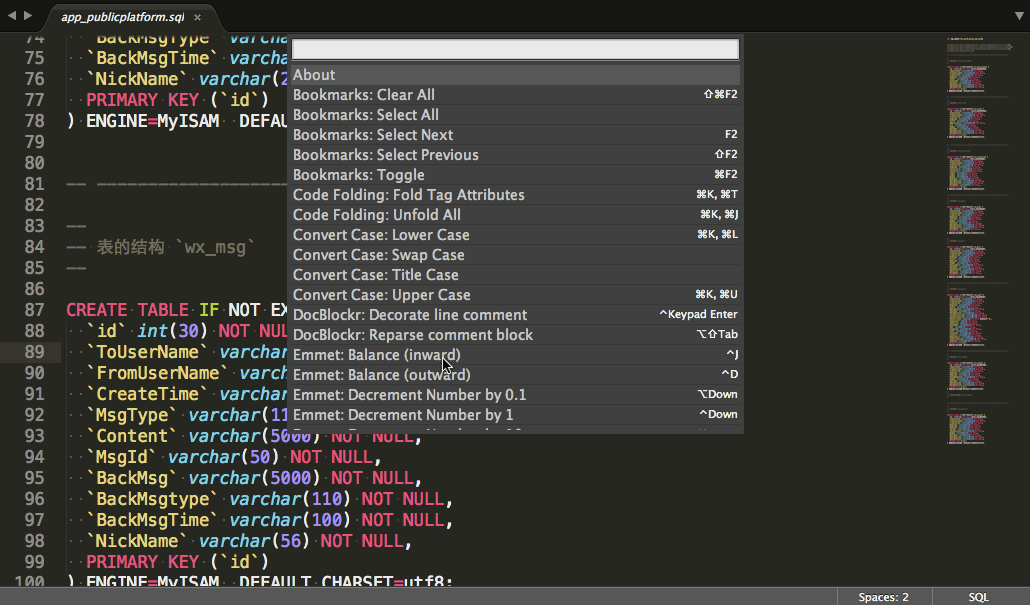 app_publicplatform.sql ×
74 `BackMsgType` varcha
75 `BackMsgTime` varcha
76 `NickName` varchar(2
77 PRIMARY KEY (`id`)
78 ) ENGINE=MyISAM DEFAU
79
80
81 -- --------------------
82
83 --
84 -- 表的结构 `wx_msg`
85 --
86
87 CREATE TABLE IF NOT EX
88 `id` int(30) NOT NUL
89 `ToUserName` varchar
90 `FromUserName` varchar
91 `CreateTime` varchar
92 `MsgType` varchar(11
93 `Content` varchar(5000) NOT NULL,
94 `MsgId` varchar(50) NOT NULL,
95 `BackMsg` varchar(5000) NOT NULL,
96 `BackMsgtype` varchar(110) NOT NULL,
97 `BackMsgTime` varchar(100) NOT NULL,
98 `NickName` varchar(56) NOT NULL,
99 PRIMARY KEY (`id`)
100 ) ENGINE=MyISAM DEFAULT CHARSET=utf8;
About
Bookmarks: Clear All ⇧⌘F2
Bookmarks: Select All
Bookmarks: Select Next F2
Bookmarks: Select Previous ⇧F2
Bookmarks: Toggle ⌘F2
Code Folding: Fold Tag Attributes ⌘K, ⌘T
Code Folding: Unfold All ⌘K, ⌘J
Convert Case: Lower Case ⌘K, ⌘L
Convert Case: Swap Case
Convert Case: Title Case
Convert Case: Upper Case ⌘K, ⌘U
DocBlockr: Decorate line comment ^Keypad Enter
DocBlockr: Reparse comment block ⌥⇧Tab
Emmet: Balance (inward) ^J
Emmet: Balance (outward) ^D
Emmet: Decrement Number by 0.1 ⌥Down
Emmet: Decrement Number by 1 ^Down
Spaces: 2 SQL